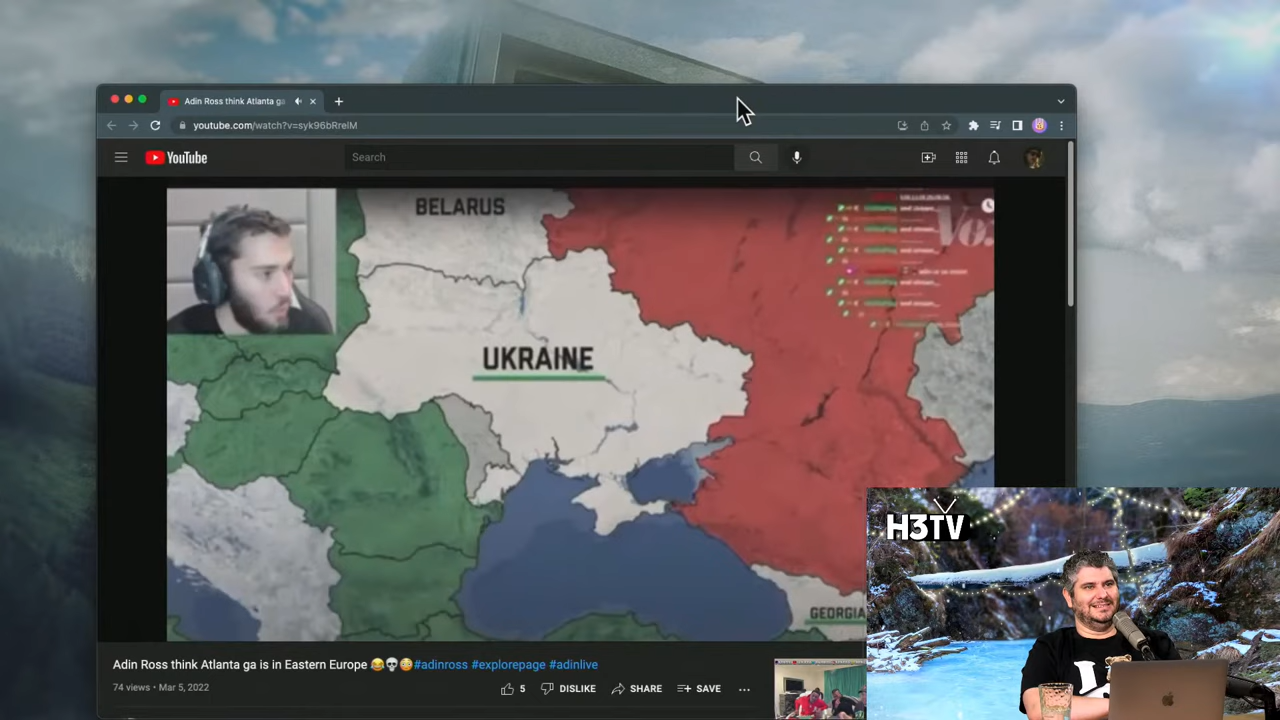 Adin Ross think Atlanta ga
youtube.com/watch?v=syk96bRrelM
YouTube
Search
BELARUS
Vo.
UKRAINE
GEORGIA
H3TV
I
Adin Ross think Atlanta ga is in Eastern Europe 😂💀😳#adinross #explorepage #adinlive
74 views • Mar 5, 2022
5
DISLIKE
SHARE
SAVE